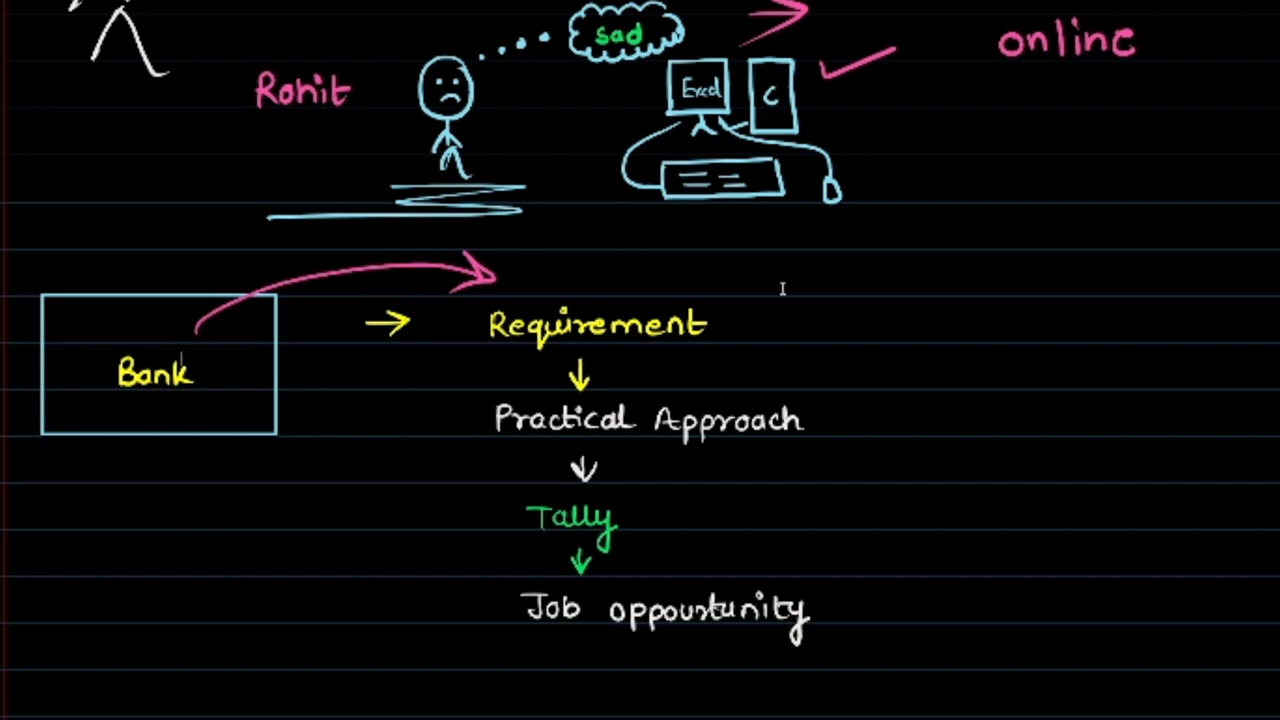 sad
online
Rohit
Excel
C
Requirement
Bank
Practical Approach
Tally
Job oppourtunity